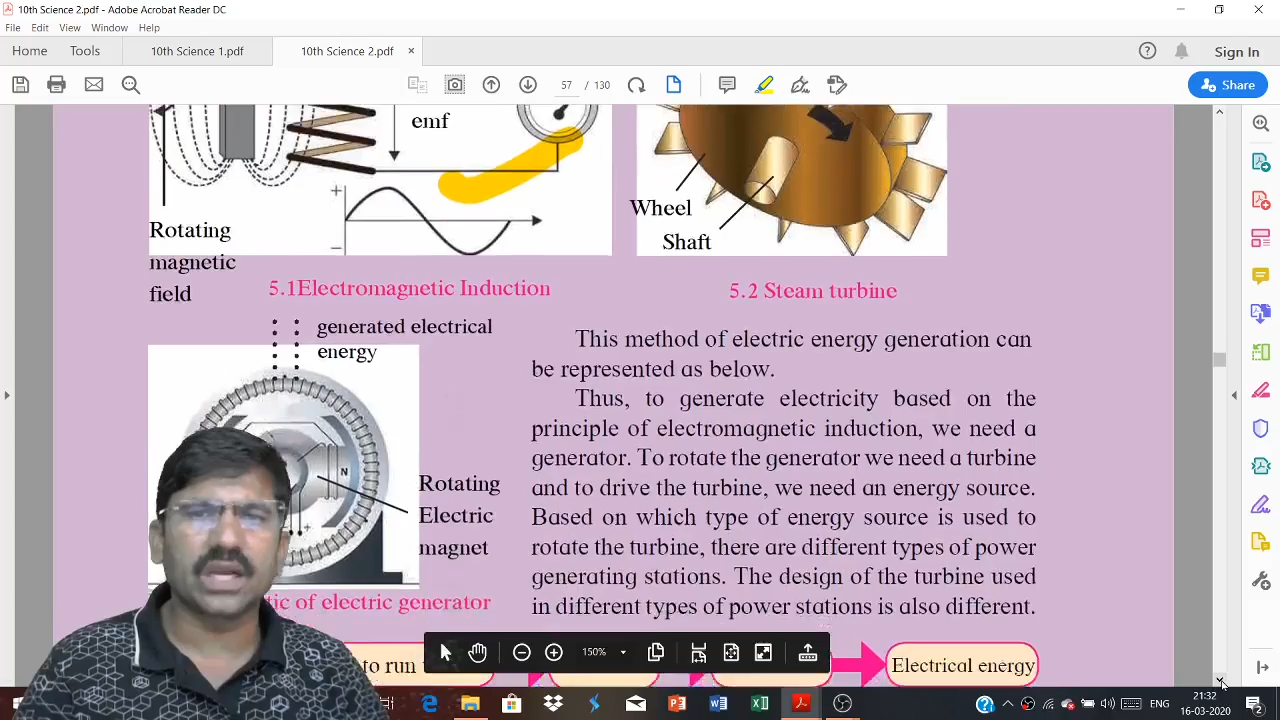 10th Science 2.pdf - Adobe Acrobat Reader DC
File Edit View Window Help
Home Tools 10th Science 1.pdf 10th Science 2.pdf × Sign In
57 / 130 Share
emf
+
−
Rotating
magnetic
field
Wheel
Shaft
5.1Electromagnetic Induction
5.2 Steam turbine
generated electrical
energy
N
+
Rotating
Electric
magnet
tic of electric generator
This method of electric energy generation can
be represented as below.
Thus, to generate electricity based on the
principle of electromagnetic induction, we need a
generator. To rotate the generator we need a turbine
and to drive the turbine, we need an energy source.
Based on which type of energy source is used to
rotate the turbine, there are different types of power
generating stations. The design of the turbine used
in different types of power stations is also different.
to run
Electrical energy
150%
21:32
16-03-2020